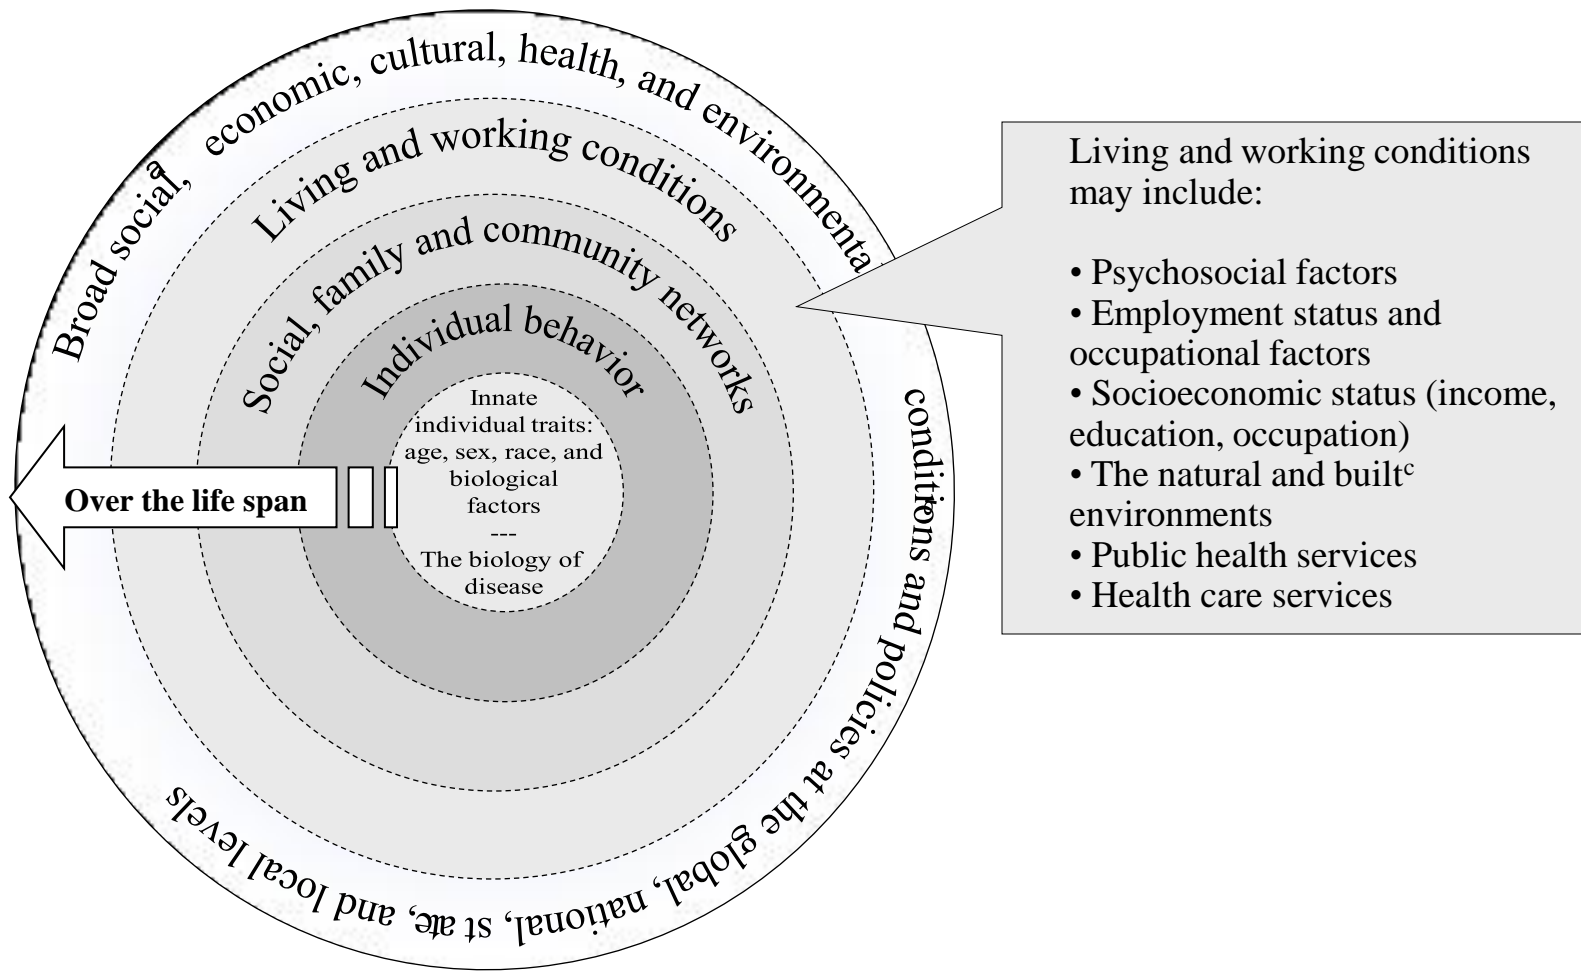 Broad social,a economic, cultural, health, and environmenta
conditions and policies at the global, national, state, and local levels
Living and working conditions
Social, family and community networks
Individual behavior
Innate
individual traits:
age, sex, race, and
biological
factors
---
The biology of
disease
Over the life span
Living and working conditions
may include:
• Psychosocial factors
• Employment status and
occupational factors
• Socioeconomic status (income,
education, occupation)
• The natural and builtᶜ
environments
• Public health services
• Health care services